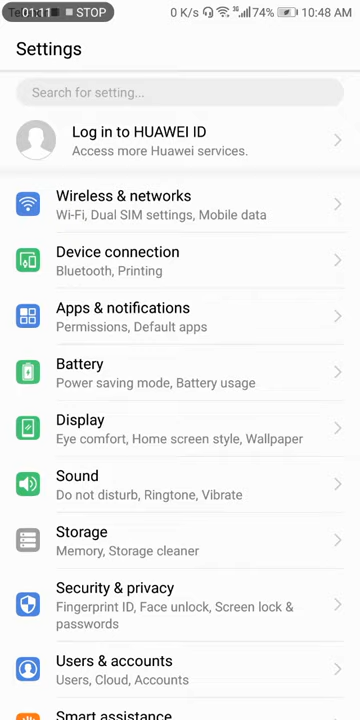 01:11 STOP 0 K/s 3G 74% 10:48 AM
Settings
Search for setting...
Log in to HUAWEI ID
Access more Huawei services.
Wireless & networks
Wi-Fi, Dual SIM settings, Mobile data
Device connection
Bluetooth, Printing
Apps & notifications
Permissions, Default apps
Battery
Power saving mode, Battery usage
Display
Eye comfort, Home screen style, Wallpaper
Sound
Do not disturb, Ringtone, Vibrate
Storage
Memory, Storage cleaner
Security & privacy
Fingerprint ID, Face unlock, Screen lock &
passwords
Users & accounts
Users, Cloud, Accounts
Smart assistance